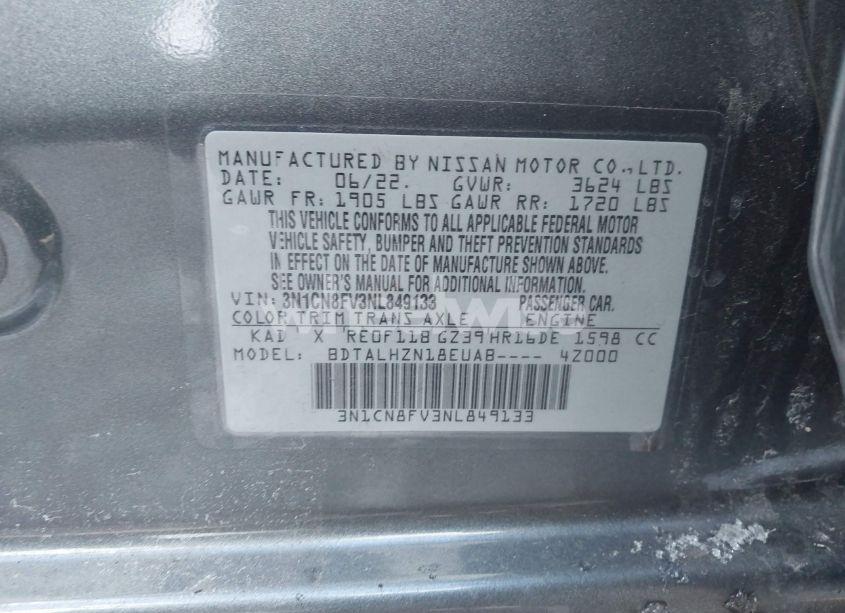 MANUFACTURED BY NISSAN MOTOR CO., LTD.
DATE: 06/22. GVWR: 3624 LBS
GAWR FR: 1905 LBS GAWR RR: 1720 LBS
THIS VEHICLE CONFORMS TO ALL APPLICABLE FEDERAL MOTOR
VEHICLE SAFETY, BUMPER AND THEFT PREVENTION STANDARDS
IN EFFECT ON THE DATE OF MANUFACTURE SHOWN ABOVE.
SEE OWNER'S MANUAL FOR ADDITIONAL INFORMATION.
VIN: 3N1CN8FV3NL849133 PASSENGER CAR.
COLOR TRIM TRANS AXLE ENGINE
KAD X RE0F11B GZ39 HR16DE 1598 CC
MODEL: BDTALHZN18EUAB---- 4Z000
3N1CN8FV3NL849133